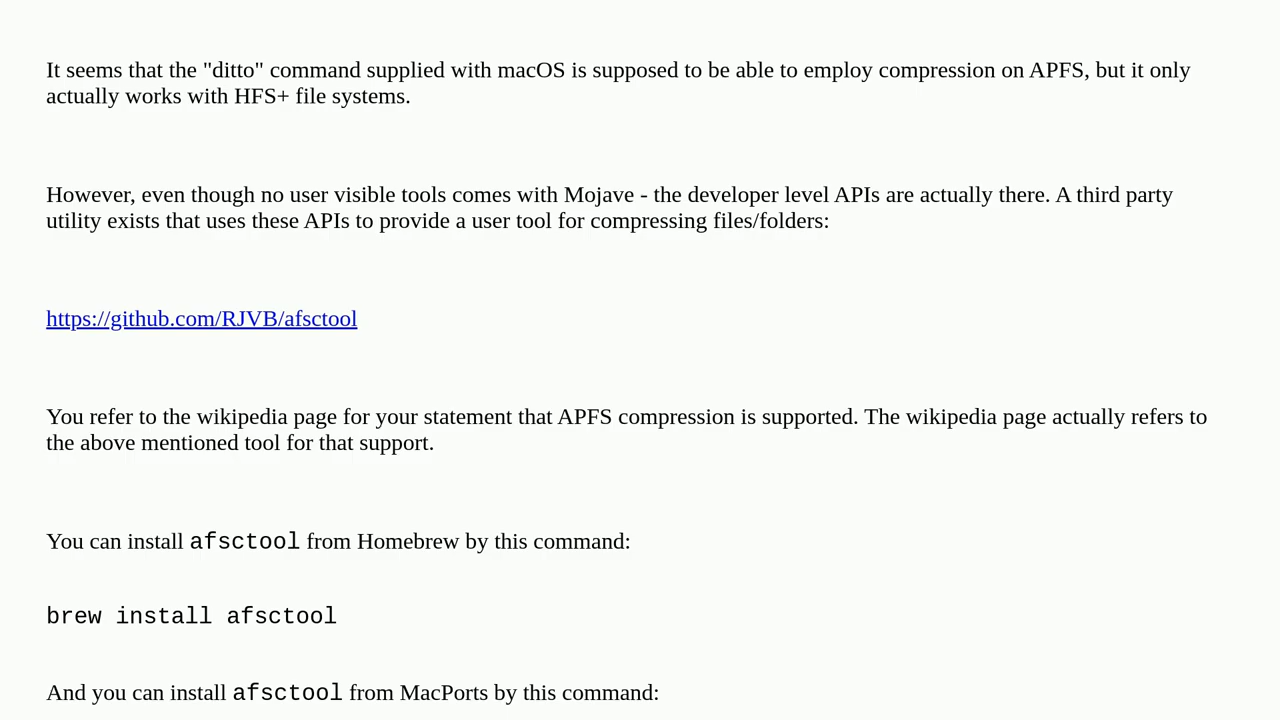 It seems that the "ditto" command supplied with macOS is supposed to be able to employ compression on APFS, but it only
actually works with HFS+ file systems.
However, even though no user visible tools comes with Mojave - the developer level APIs are actually there. A third party
utility exists that uses these APIs to provide a user tool for compressing files/folders:
https://github.com/RJVB/afsctool
You refer to the wikipedia page for your statement that APFS compression is supported. The wikipedia page actually refers to
the above mentioned tool for that support.
You can install afsctool from Homebrew by this command:
brew install afsctool
And you can install afsctool from MacPorts by this command: